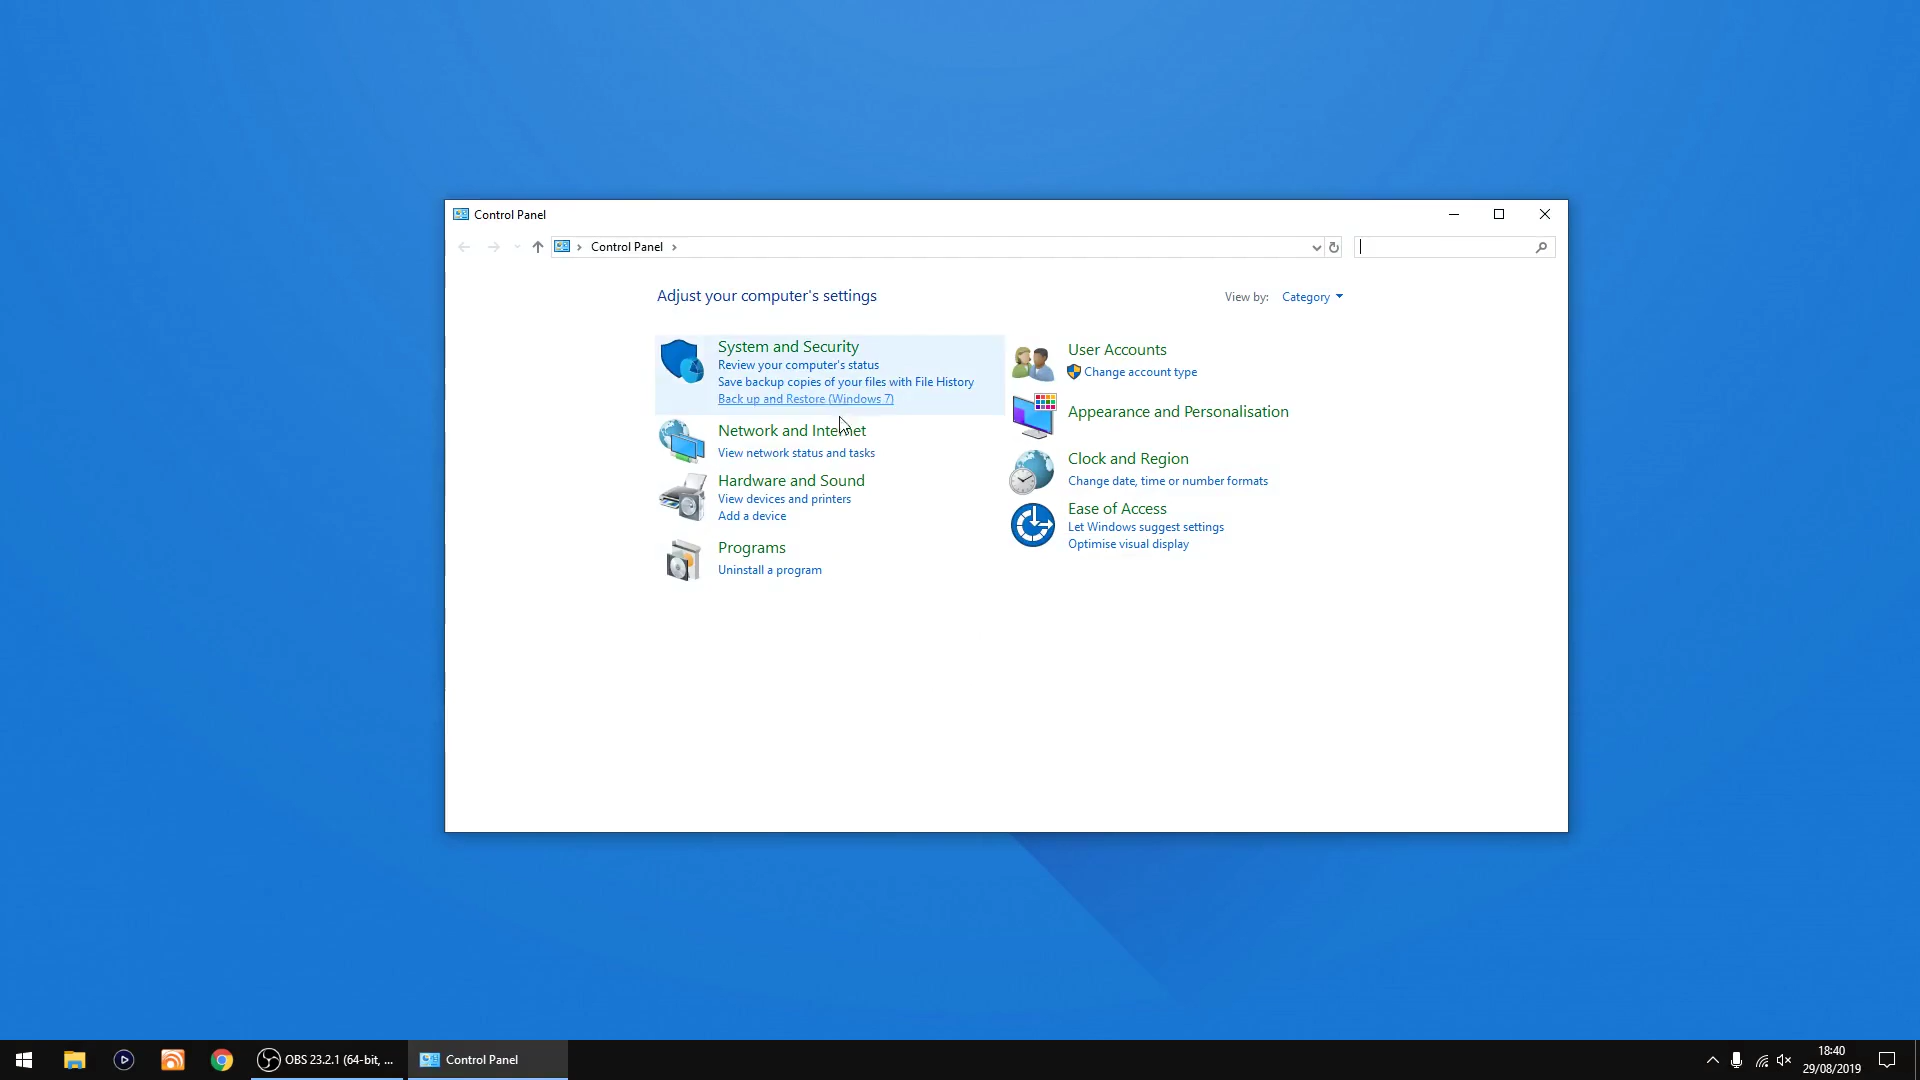 Control Panel
Control Panel
Adjust your computer's settings
View by: Category
System and Security
Review your computer's status
Save backup copies of your files with File History
Back up and Restore (Windows 7)
Network and Internet
View network status and tasks
Hardware and Sound
View devices and printers
Add a device
Programs
Uninstall a program
User Accounts
Change account type
Appearance and Personalisation
Clock and Region
Change date, time or number formats
Ease of Access
Let Windows suggest settings
Optimise visual display
OBS 23.2.1 (64-bit, ...
Control Panel
18:40
29/08/2019